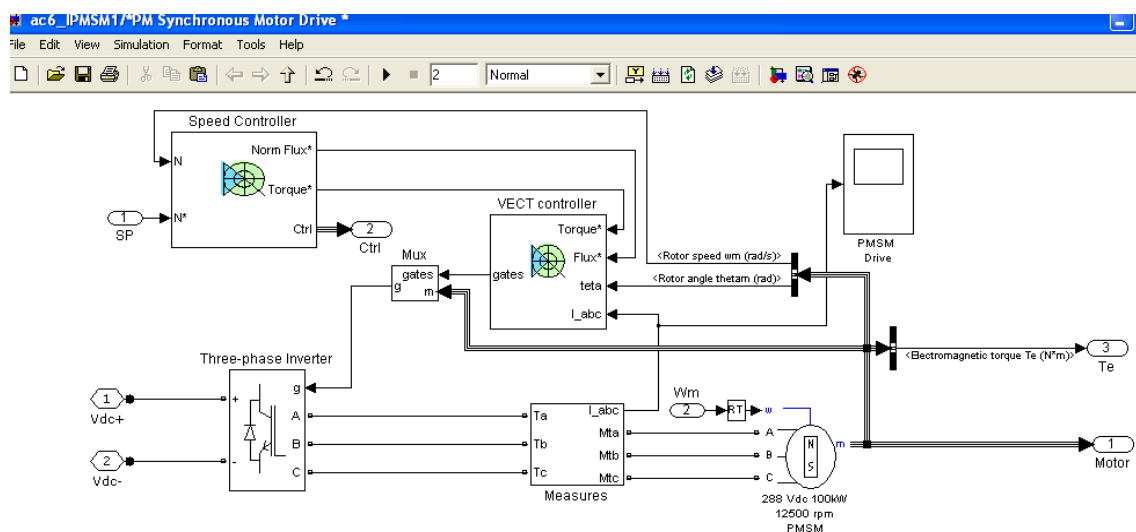 ac6_IPMSM17/*PM Synchronous Motor Drive *
File Edit View Simulation Format Tools Help
2 Normal
Speed Controller
N
Norm Flux*
Torque*
N*
Ctrl
1
SP
2
Ctrl
VECT controller
Torque*
Flux*
gates
teta
I_abc
Mux
gates
g
m
<Rotor speed wm (rad/s)>
<Rotor angle thetam (rad)>
PMSM
Drive
<Electromagnetic torque Te (N*m)>
3
Te
Three-phase Inverter
g
+
A
B
-
C
1
Vdc+
2
Vdc-
I_abc
Ta
Mta
Tb
Mtb
Tc
Mtc
Measures
Wm
2
RT
w
A
B
C
N
S
m
288 Vdc 100kW
12500 rpm
PMSM
1
Motor